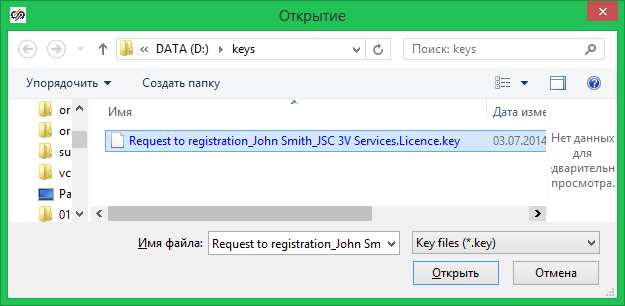 Открытие
« DATA (D:) keys
Поиск: keys
Упорядочить Создать папку
Имя Дата изме
or
or
su
vc
Pa
01
Request to registration_John Smith_JSC 3V Services.Licence.key 03.07.2014
Нет данных
для
едварительн
просмотра.
Имя файла: Request to registration_John Sm Key files (*.key)
Открыть Отмена